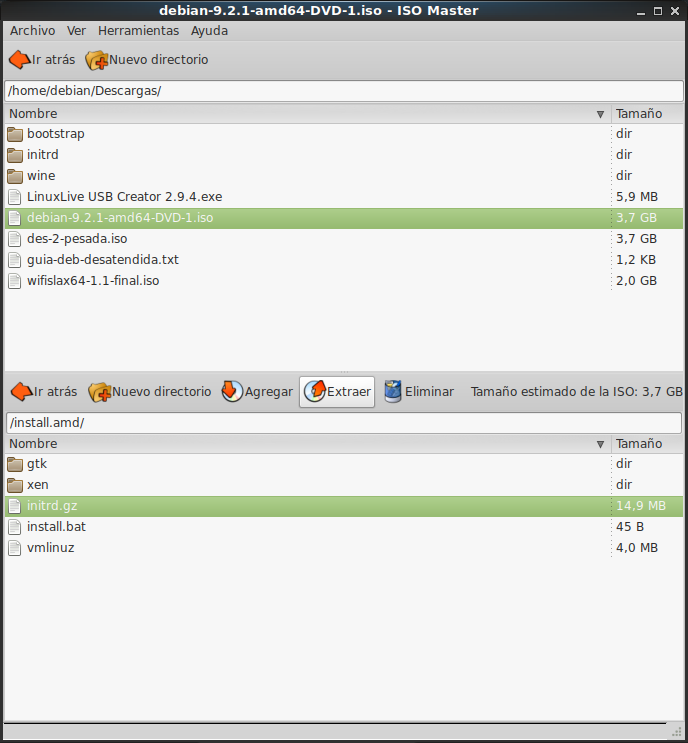 debian-9.2.1-amd64-DVD-1.iso - ISO Master
Archivo Ver Herramientas Ayuda
Ir atrás Nuevo directorio
/home/debian/Descargas/
Nombre Tamaño
bootstrap dir
initrd dir
wine dir
LinuxLive USB Creator 2.9.4.exe 5,9 MB
debian-9.2.1-amd64-DVD-1.iso 3,7 GB
des-2-pesada.iso 3,7 GB
guia-deb-desatendida.txt 1,2 KB
wifislax64-1.1-final.iso 2,0 GB
Ir atrás Nuevo directorio Agregar Extraer Eliminar Tamaño estimado de la ISO: 3,7 GB
/install.amd/
Nombre Tamaño
gtk dir
xen dir
initrd.gz 14,9 MB
install.bat 45 B
vmlinuz 4,0 MB